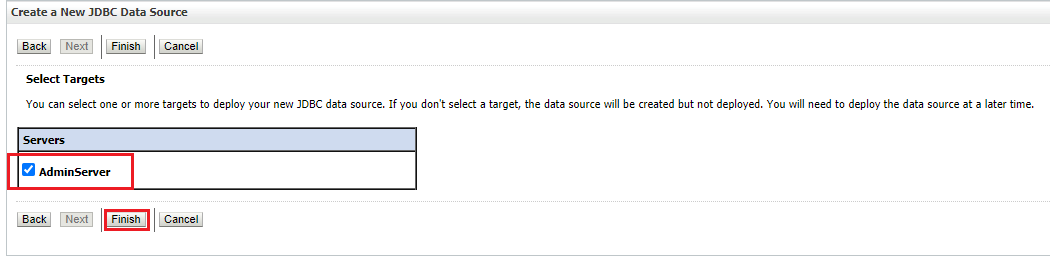 Create a New JDBC Data Source
Back Next Finish Cancel
Select Targets
You can select one or more targets to deploy your new JDBC data source. If you don't select a target, the data source will be created but not deployed. You will need to deploy the data source at a later time.
Servers
AdminServer
Back Next Finish Cancel